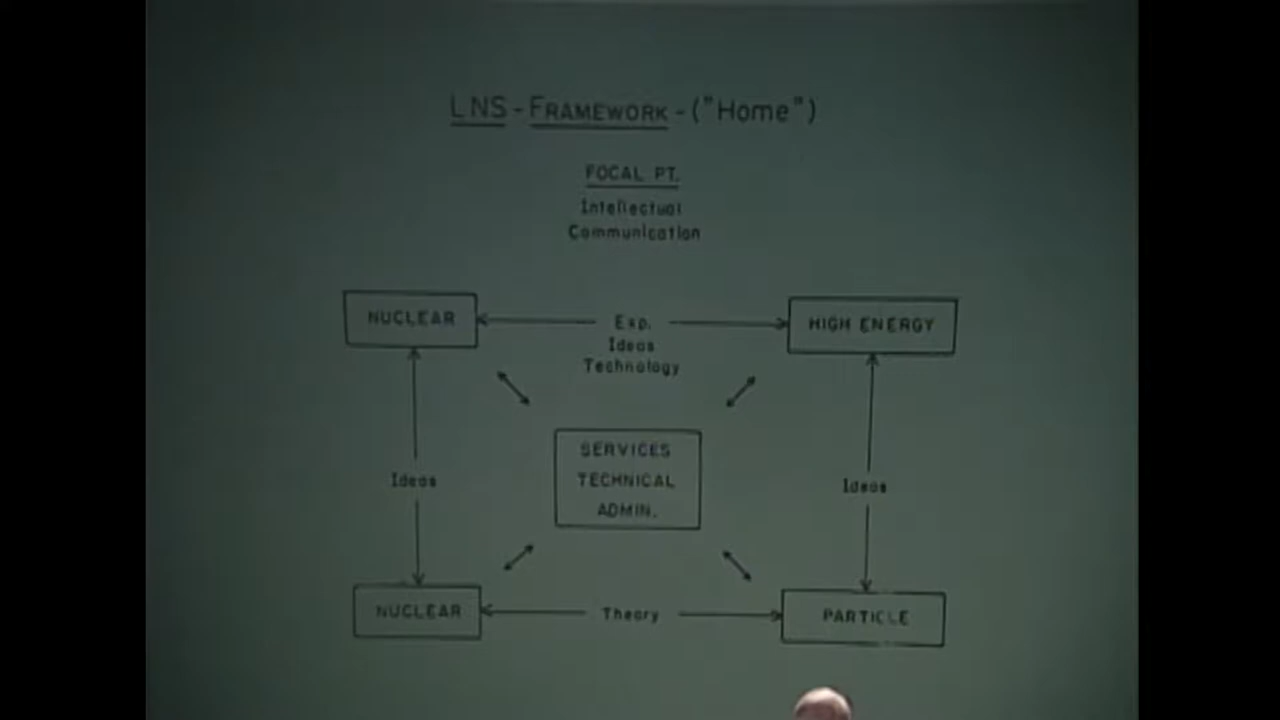 LNS - FRAMEWORK - ("Home")
FOCAL PT.
Intellectual
Communication
NUCLEAR
Exp.
Ideas
Technology
HIGH ENERGY
SERVICES
TECHNICAL
ADMIN.
Ideas
Ideas
NUCLEAR
Theory
PARTICLE